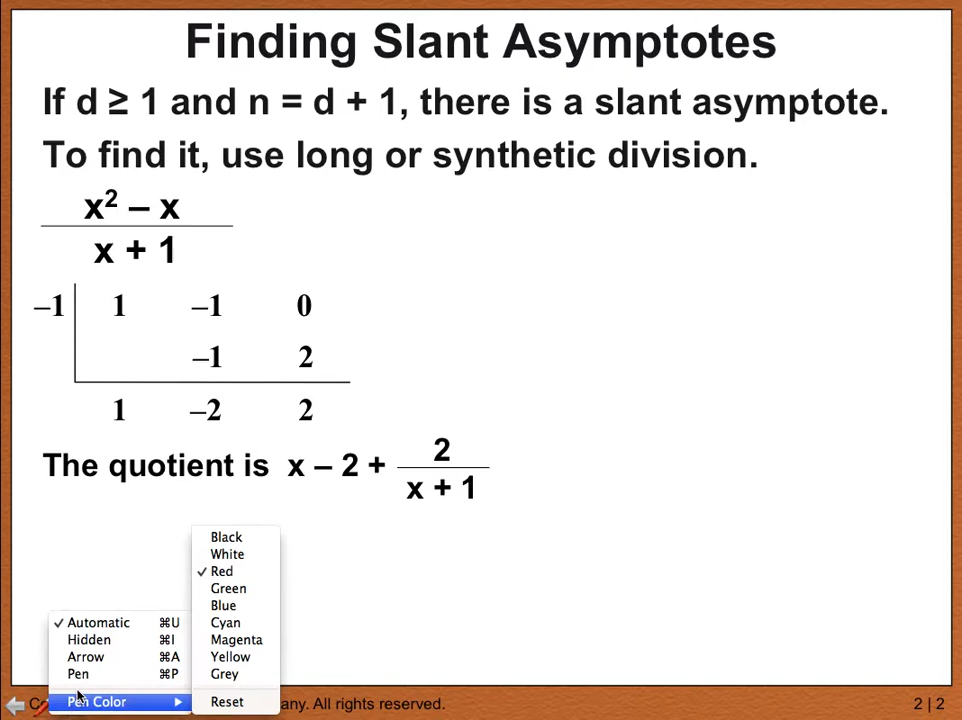 Finding Slant Asymptotes
If d ≥ 1 and n = d + 1, there is a slant asymptote.
To find it, use long or synthetic division.
x² – x
x + 1
–1 1 –1 0
–1 2
1 –2 2
The quotient is x – 2 + 2
x + 1
Black
White
✓ Red
Green
Blue
Cyan
Magenta
Yellow
Grey
Reset
✓ Automatic ⌘U
Hidden ⌘I
Arrow ⌘A
Pen ⌘P
Pen Color ▶
any. All rights reserved.
2 | 2